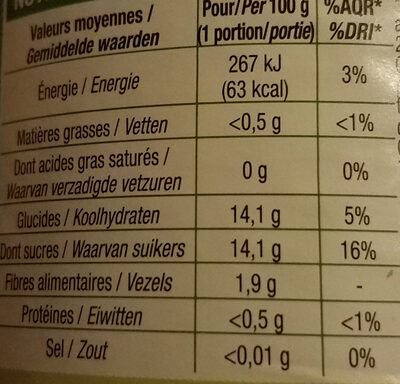 Valeurs moyennes / Pour/Per 100 g %AQR*
Gemiddelde waarden (1 portion/portie) %DRI*
Énergie / Energie 267 kJ (63 kcal) 3%
Matières grasses / Vetten <0,5 g <1%
Dont acides gras saturés /
Waarvan verzadigde vetzuren 0 g 0%
Glucides / Koolhydraten 14,1 g 5%
Dont sucres / Waarvan suikers 14,1 g 16%
Fibres alimentaires / Vezels 1,9 g -
Protéines / Eiwitten <0,5 g <1%
Sel / Zout <0,01 g 0%